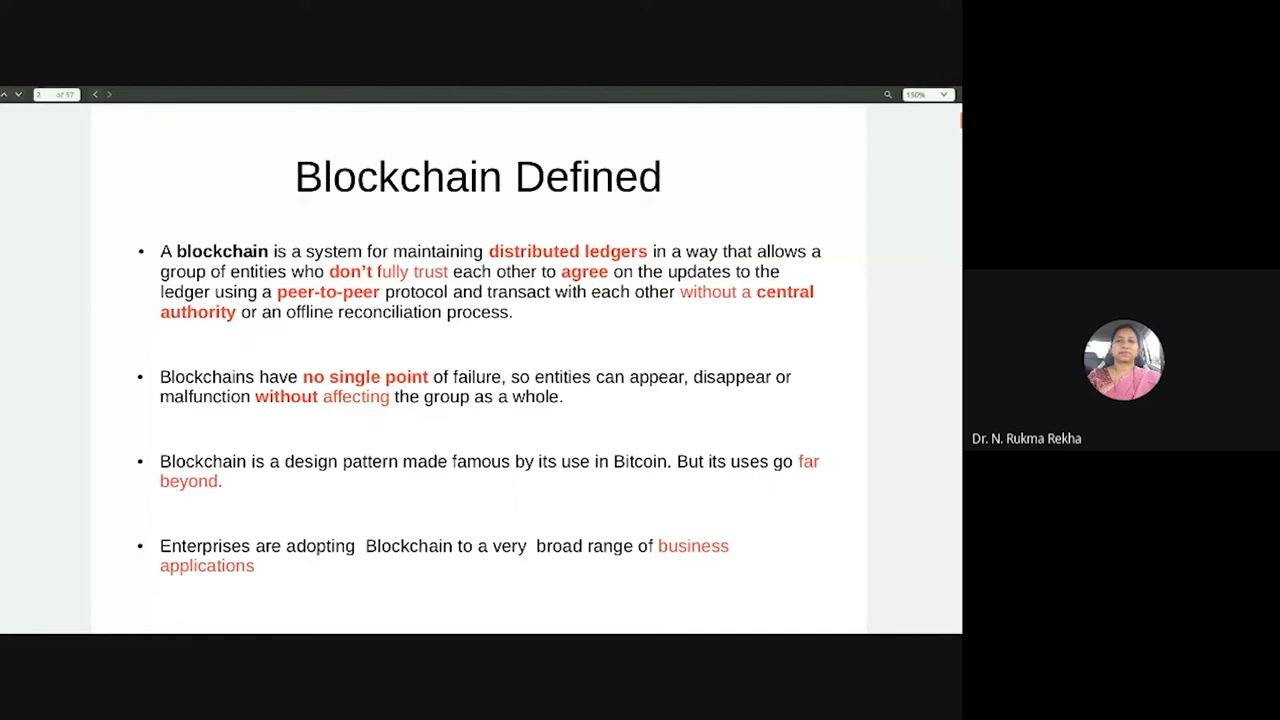 2 of 57
150%
Blockchain Defined
• A blockchain is a system for maintaining distributed ledgers in a way that allows a
group of entities who don't fully trust each other to agree on the updates to the
ledger using a peer-to-peer protocol and transact with each other without a central
authority or an offline reconciliation process.
• Blockchains have no single point of failure, so entities can appear, disappear or
malfunction without affecting the group as a whole.
• Blockchain is a design pattern made famous by its use in Bitcoin. But its uses go far
beyond.
• Enterprises are adopting  Blockchain to a very  broad range of business
applications
Dr. N. Rukma Rekha